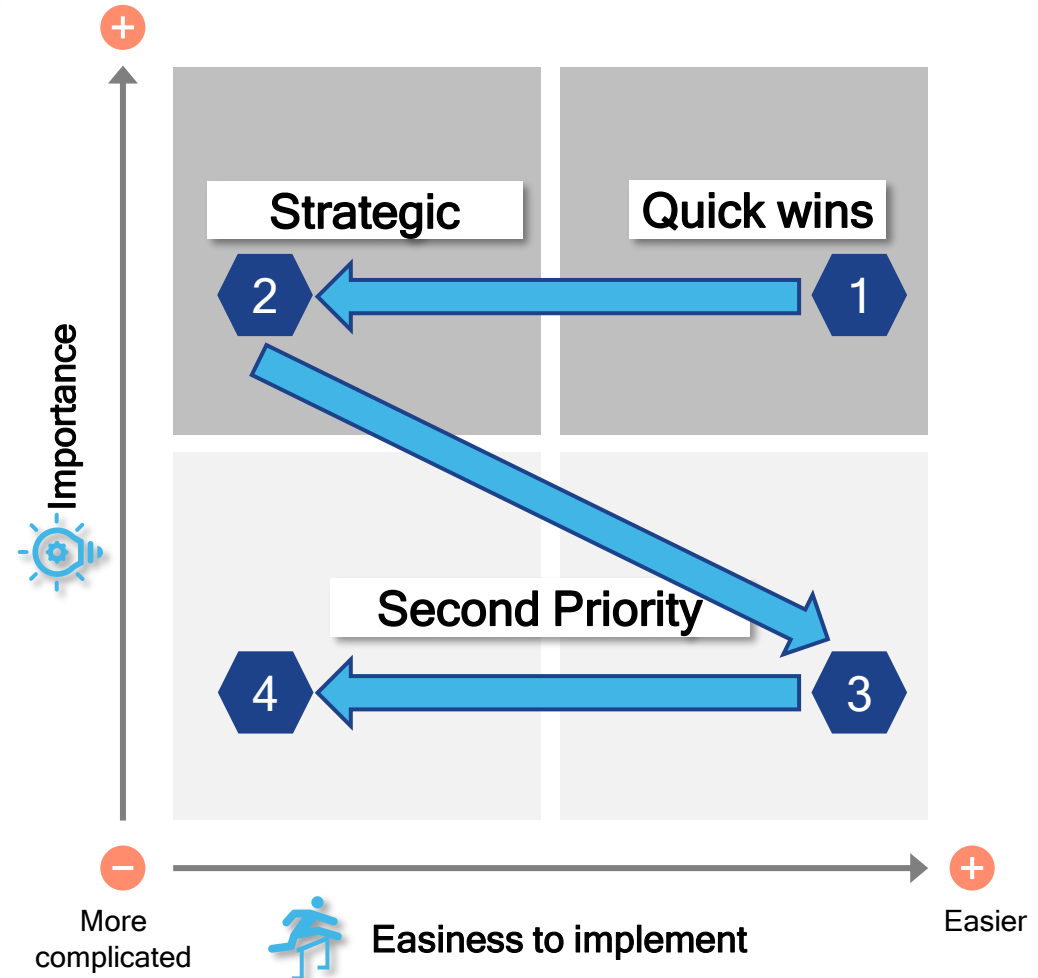 +
Strategic
Quick wins
2
1
Importance
Second Priority
4
3
−
+
More
complicated
Easiness to implement
Easier